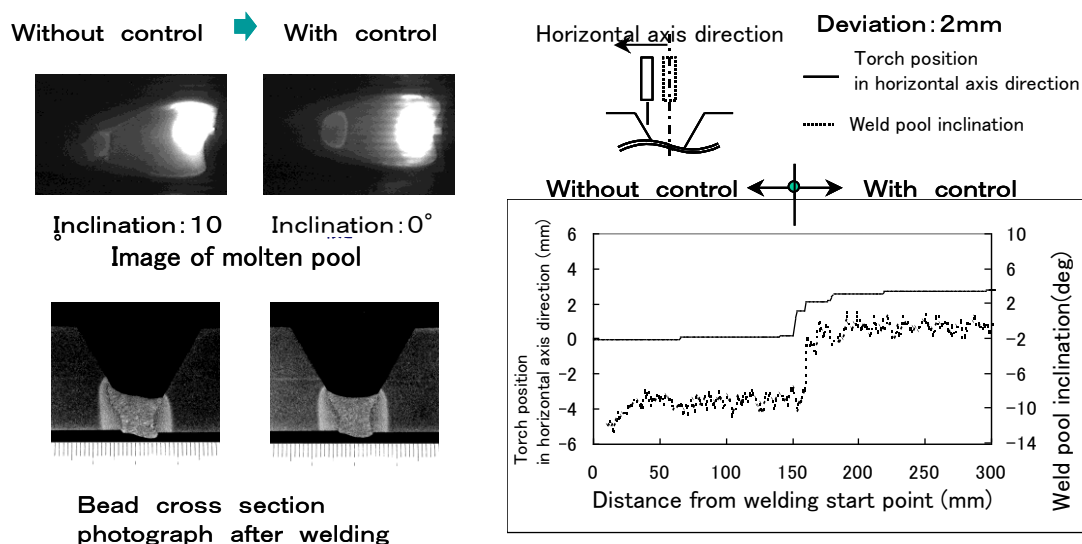 Without control
With control
Inclination:10
°
Inclination:0°
Image of molten pool
Bead cross section
photograph after welding
Horizontal axis direction
Deviation:2mm
Torch position
in horizontal axis direction
Weld pool inclination
Without control
With control
Torch position
in horizontal axis direction (mm)
6
4
2
0
-2
-4
-6
10
6
2
-2
-6
-10
-14
Weld pool inclination(deg)
0
50
100
150
200
250
300
Distance from welding start point (mm)